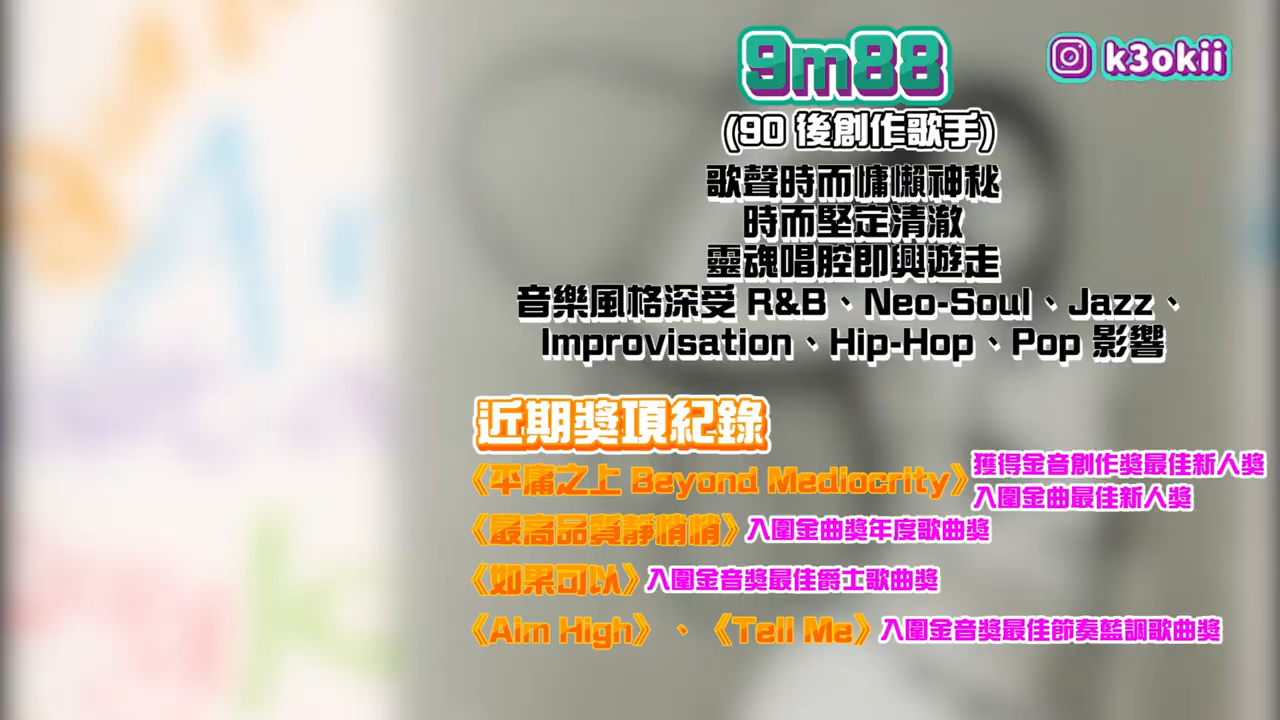 9m88
k3okii
(90 後創作歌手)
歌聲時而慵懶神秘
時而堅定清澈
靈魂唱腔即興遊走
音樂風格深受 R&B、Neo-Soul、Jazz、
Improvisation、Hip-Hop、Pop 影響
近期獎項紀錄
《平庸之上 Beyond Mediocrity》獲得金音創作獎最佳新人獎
入圍金曲最佳新人獎
《最高品質靜悄悄》入圍金曲獎年度歌曲獎
《如果可以》入圍金音獎最佳爵士歌曲獎
《Aim High》、《Tell Me》入圍金音獎最佳節奏藍調歌曲獎